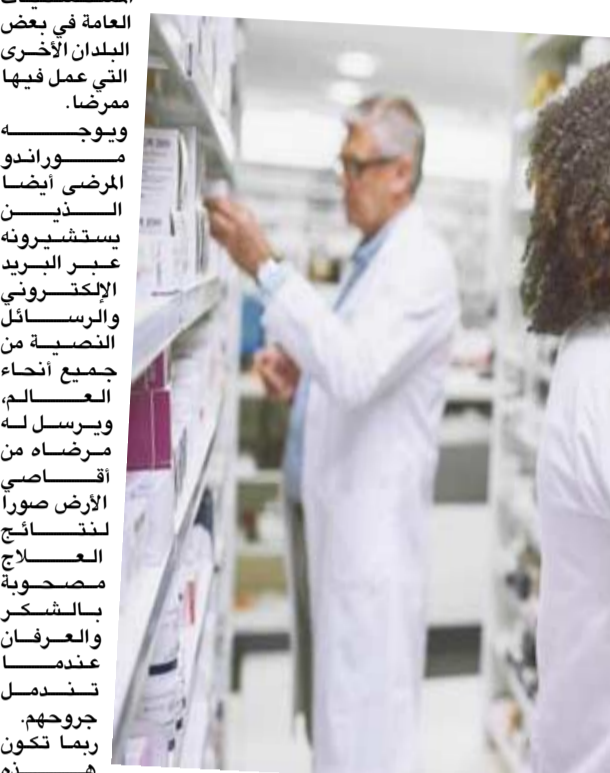 العامة في بعض
البلدان الأخرى
التي عمل فيها
ممرضا.
ويوجه
موراندو
المرضى أيضا
الذين
يستشيرونه
عبر البريد
الإلكتروني
والرسائل
النصية من
جميع أنحاء
العالم،
ويرسل له
مرضاه من
أقاصي
الأرض صورا
لنتائج
العلاج
مصحوبة
بالشكر
والعرفان
عندما
تندمل
جروحهم.
ربما تكون
هذه